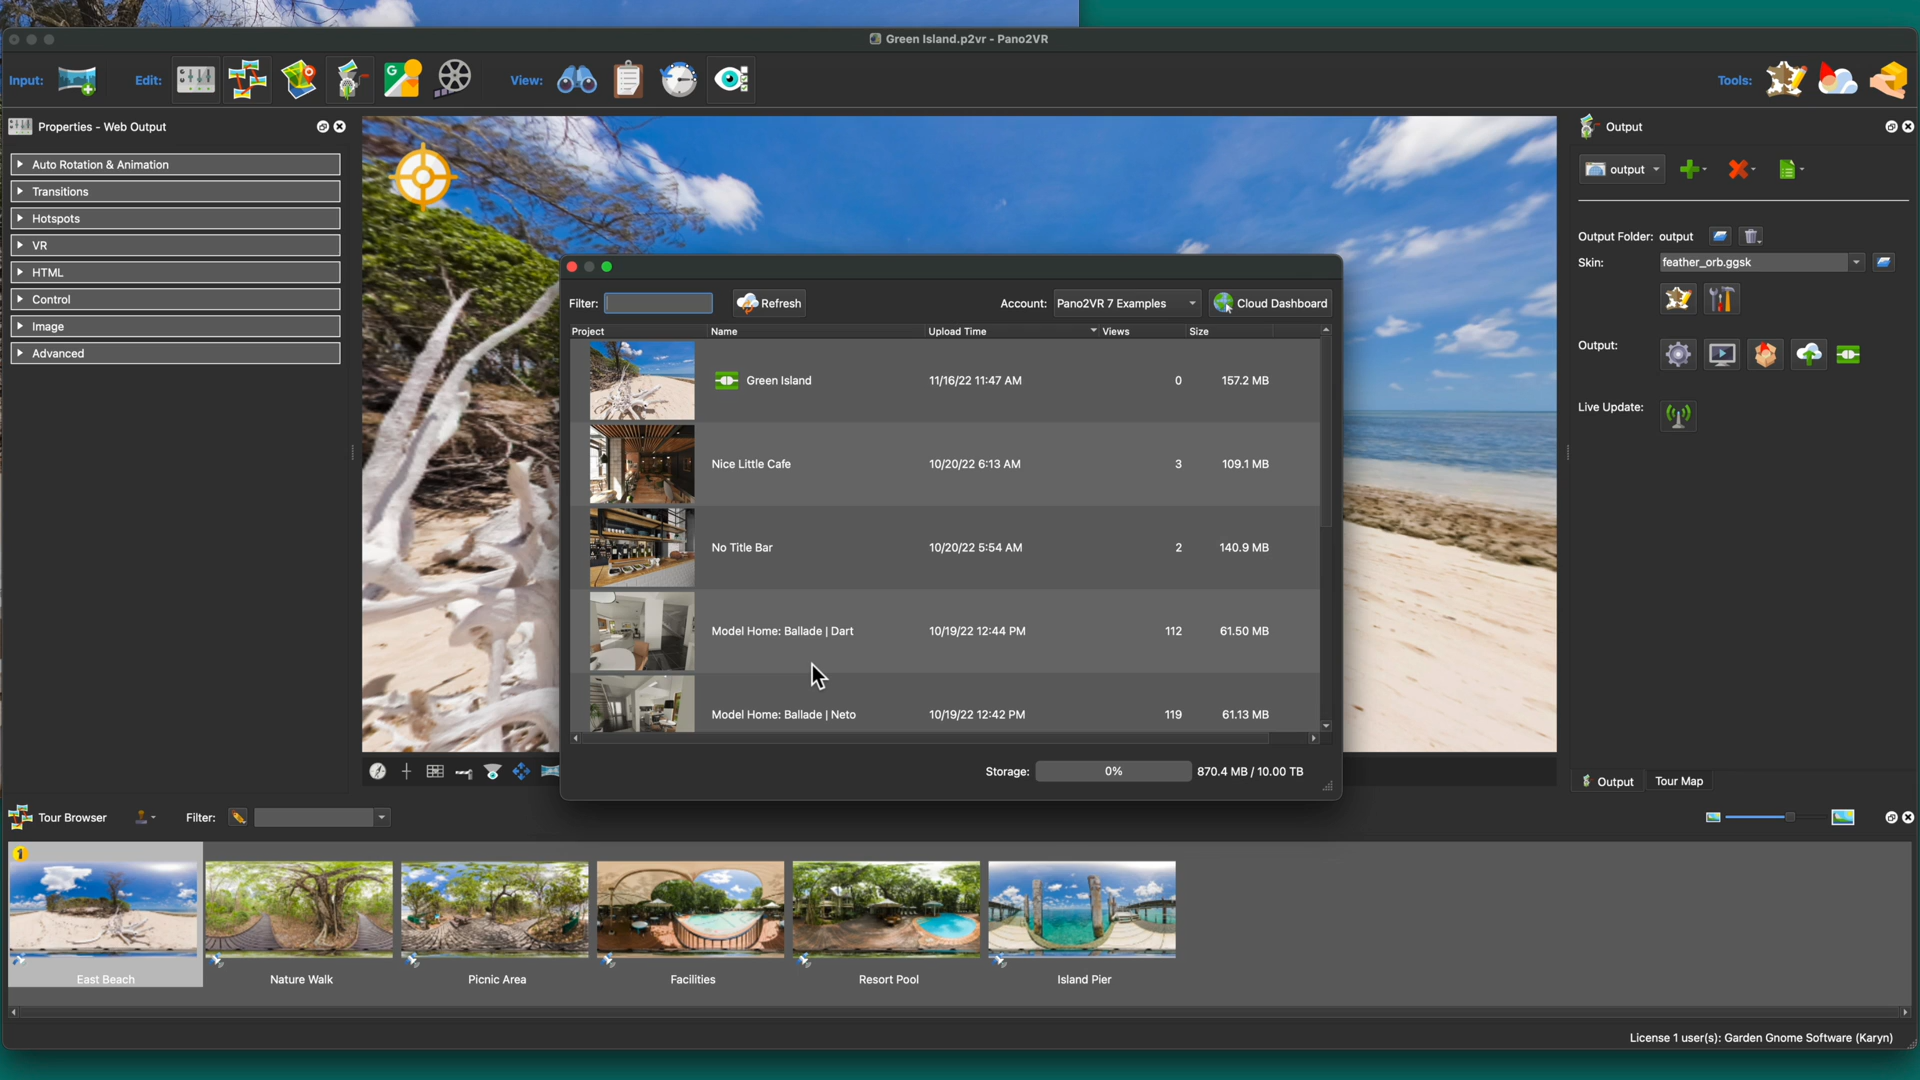 Green Island.p2vr - Pano2VR
Input:
Edit:
View:
Tools:
Properties - Web Output
Auto Rotation & Animation
Transitions
Hotspots
VR
HTML
Control
Image
Advanced
Filter:
Refresh
Account: Pano2VR 7 Examples
Cloud Dashboard
Project Name Upload Time Views Size
Green Island 11/16/22 11:47 AM 0 157.2 MB
Nice Little Cafe 10/20/22 6:13 AM 3 109.1 MB
No Title Bar 10/20/22 5:54 AM 2 140.9 MB
Model Home: Ballade | Dart 10/19/22 12:44 PM 112 61.50 MB
Model Home: Ballade | Neto 10/19/22 12:42 PM 119 61.13 MB
Storage: 0% 870.4 MB / 10.00 TB
Output
output
Output Folder: output
Skin: feather_orb.ggsk
Output:
Live Update:
Output
Tour Map
Tour Browser
Filter:
1
East Beach
Nature Walk
Picnic Area
Facilities
Resort Pool
Island Pier
License 1 user(s): Garden Gnome Software (Karyn)